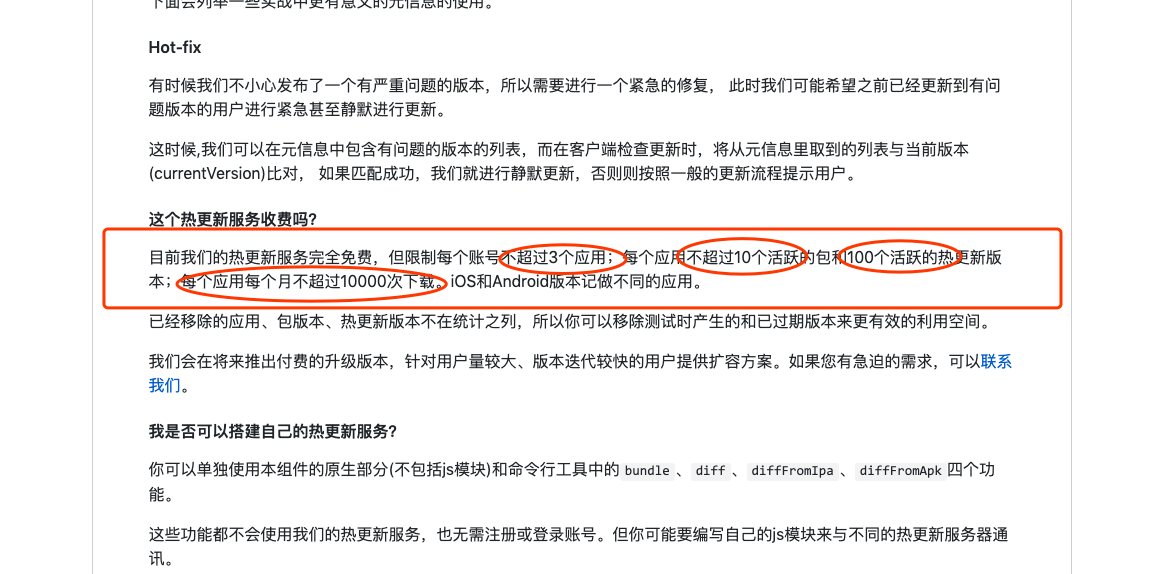 下面会列举一些实战中更有意义的元信息的使用。
Hot-fix
有时候我们不小心发布了一个有严重问题的版本，所以需要进行一个紧急的修复， 此时我们可能希望之前已经更新到有问
题版本的用户进行紧急甚至静默进行更新。
这时候,我们可以在元信息中包含有问题的版本的列表，而在客户端检查更新时，将从元信息里取到的列表与当前版本
(currentVersion)比对， 如果匹配成功，我们就进行静默更新，否则则按照一般的更新流程提示用户。
这个热更新服务收费吗?
目前我们的热更新服务完全免费，但限制每个账号不超过3个应用；每个应用不超过10个活跃的包和100个活跃的热更新版
本；每个应用每个月不超过10000次下载。iOS和Android版本记做不同的应用。
已经移除的应用、包版本、热更新版本不在统计之列，所以你可以移除测试时产生的和已过期版本来更有效的利用空间。
我们会在将来推出付费的升级版本，针对用户量较大、版本迭代较快的用户提供扩容方案。如果您有急迫的需求，可以联系
我们。
我是否可以搭建自己的热更新服务?
你可以单独使用本组件的原生部分(不包括js模块)和命令行工具中的 bundle 、 diff 、 diffFromIpa 、 diffFromApk 四个功
能。
这些功能都不会使用我们的热更新服务，也无需注册或登录账号。但你可能要编写自己的js模块来与不同的热更新服务器通
讯。